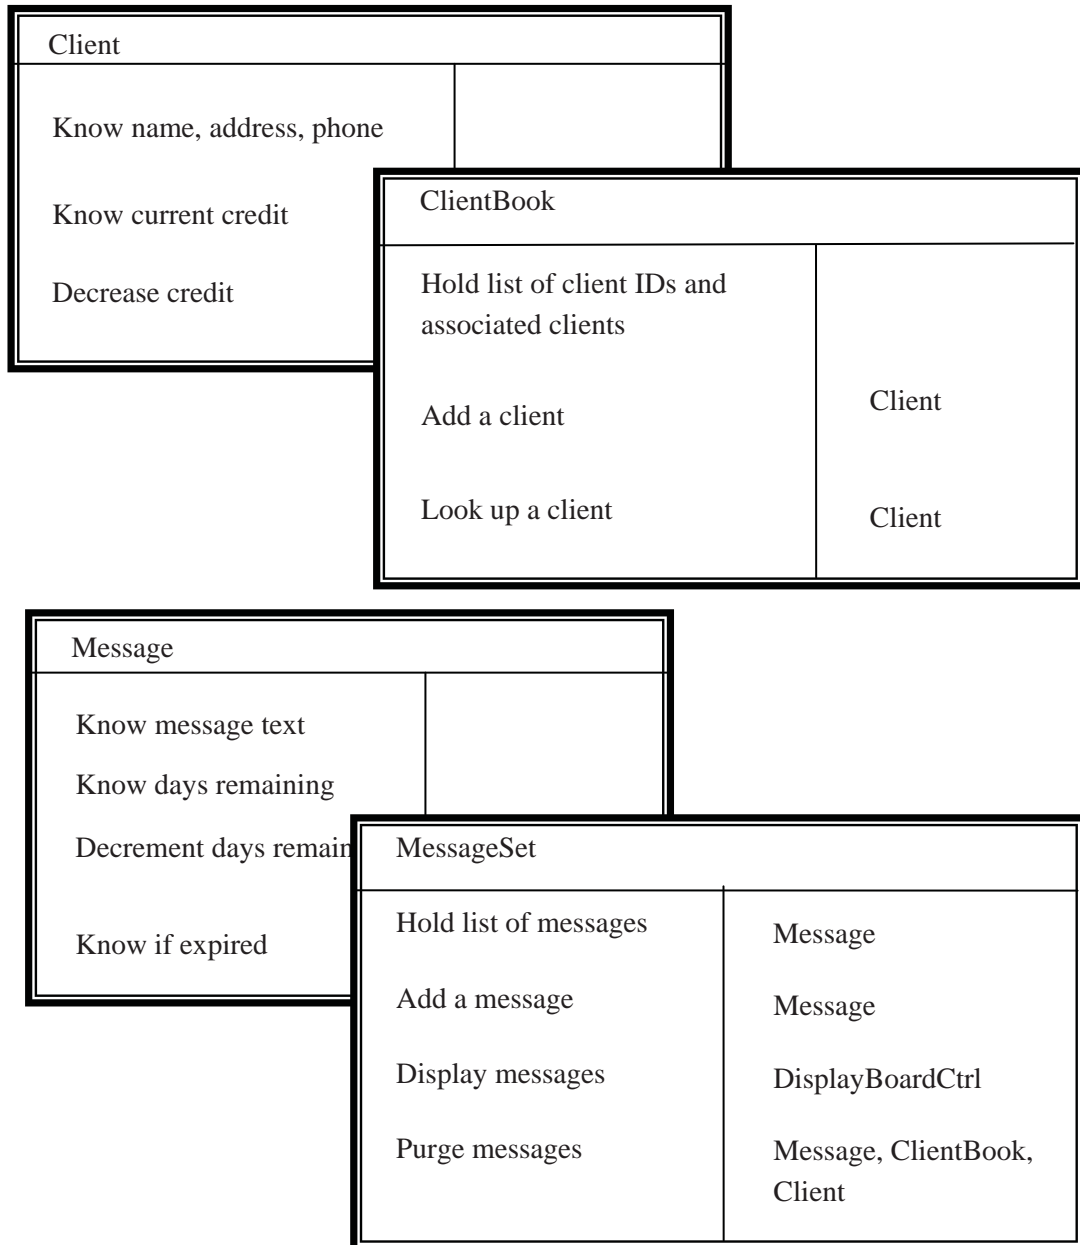 Client
Know name, address, phone
Know current credit
Decrease credit
ClientBook
Hold list of client IDs and
associated clients
Add a client
Client
Look up a client
Client
Message
Know message text
Know days remaining
Decrement days remain
Know if expired
MessageSet
Hold list of messages
Message
Add a message
Message
Display messages
DisplayBoardCtrl
Purge messages
Message, ClientBook,
Client